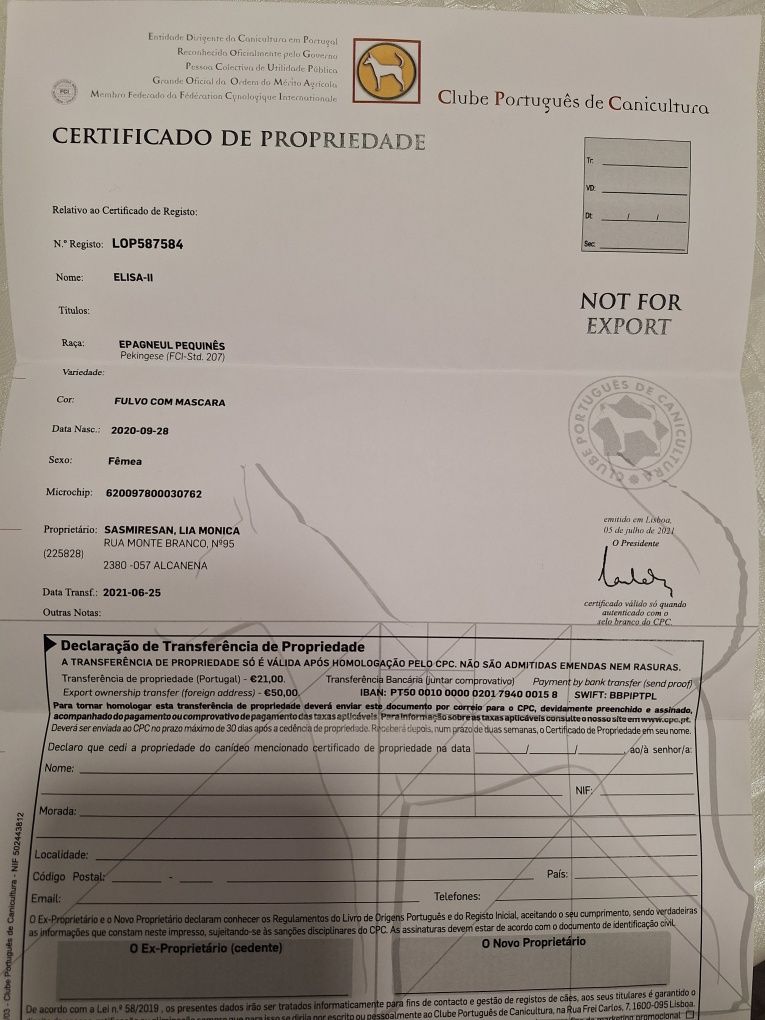 Entidade Dirigente da Canicultura em Portugal
Reconhecida Oficialmente pelo Governo
Pessoa Colectiva de Utilidade Pública
Grande Oficial da Ordem do Mérito Agrícola
Membro Federado da Fédération Cynologique Internationale
FCI
Clube Português de Canicultura
CERTIFICADO DE PROPRIEDADE
Tr.
VD:
Dt: / /
Sec:
Relativo ao Certificado de Registo:
N.º Registo: LOP587584
Nome: ELISA-II
Títulos:
NOT FOR
EXPORT
Raça: EPAGNEUL PEQUINÊS
Pekingese (FCI-Std. 207)
Variedade:
Cor: FULVO COM MASCARA
Data Nasc.: 2020-09-28
Sexo: Fêmea
Microchip: 620097800030762
CLUBE PORTUGUÊS DE CANICULTURA
Proprietário: SASMIRESAN, LIA MONICA
(225828) RUA MONTE BRANCO, Nº95
2380 -057 ALCANENA
Data Transf.: 2021-06-25
Outras Notas:
emitido em Lisboa,
05 de julho de 2021
O Presidente
certificado válido só quando
autenticado com o
selo branco do CPC.
Declaração de Transferência de Propriedade
A TRANSFERÊNCIA DE PROPRIEDADE SÓ É VÁLIDA APÓS HOMOLOGAÇÃO PELO CPC. NÃO SÃO ADMITIDAS EMENDAS NEM RASURAS.
Transferência de propriedade (Portugal) - €21,00. Transferência Bancária (juntar comprovativo) Payment by bank transfer (send proof)
Export ownership transfer (foreign address) - €50,00. IBAN: PT50 0010 0000 0201 7940 0015 8 SWIFT: BBPIPTPL
Para tornar homologar esta transferência de propriedade deverá enviar este documento por correio para o CPC, devidamente preenchido e assinado,
acompanhado do pagamento ou comprovativo de pagamento das taxas aplicáveis. Para informação sobre as taxas aplicáveis consulte o nosso site em www.cpc.pt.
Deverá ser enviada ao CPC no prazo máximo de 30 dias após a cedência de propriedade. Receberá depois, num prazo de duas semanas, o Certificado de Propriedade em seu nome.
Declaro que cedi a propriedade do canídeo mencionado certificado de propriedade na data / / , ao/à senhor/a:
Nome:
NIF:
Morada:
Localidade:
Código Postal: - País:
Email: Telefones:
O Ex-Proprietário e o Novo Proprietário declaram conhecer os Regulamentos do Livro de Origens Português e do Registo Inicial, aceitando o seu cumprimento, sendo verdadeiras
as informações que constam neste impresso, sujeitando-se às sanções disciplinares do CPC. As assinaturas devem estar de acordo com o documento de identificação civil.
O Ex-Proprietário (cedente) O Novo Proprietário
De acordo com a Lei n.º 58/2019 , os presentes dados irão ser tratados informaticamente para fins de contacto e gestão de registos de cães, aos seus titulares é garantido o
por escrito ou pessoalmente ao Clube Português de Canicultura, na Rua Frei Carlos, 7, 1600-095 Lisboa.
de marketing promocional.
/03 - Clube Português de Canicultura - NIF 502443812